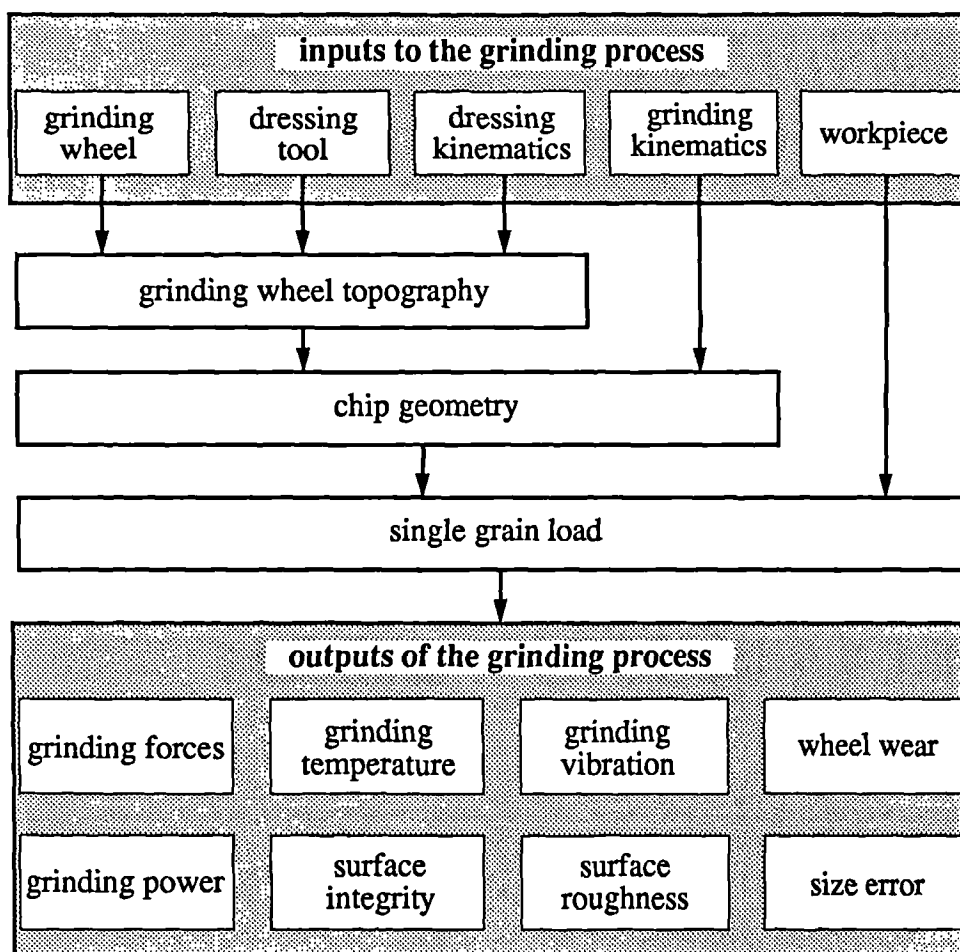 inputs to the grinding process
grinding
wheel
dressing
tool
dressing
kinematics
grinding
kinematics
workpiece
grinding wheel topography
chip geometry
single grain load
outputs of the grinding process
grinding forces
grinding
temperature
grinding
vibration
wheel wear
grinding power
surface
integrity
surface
roughness
size error